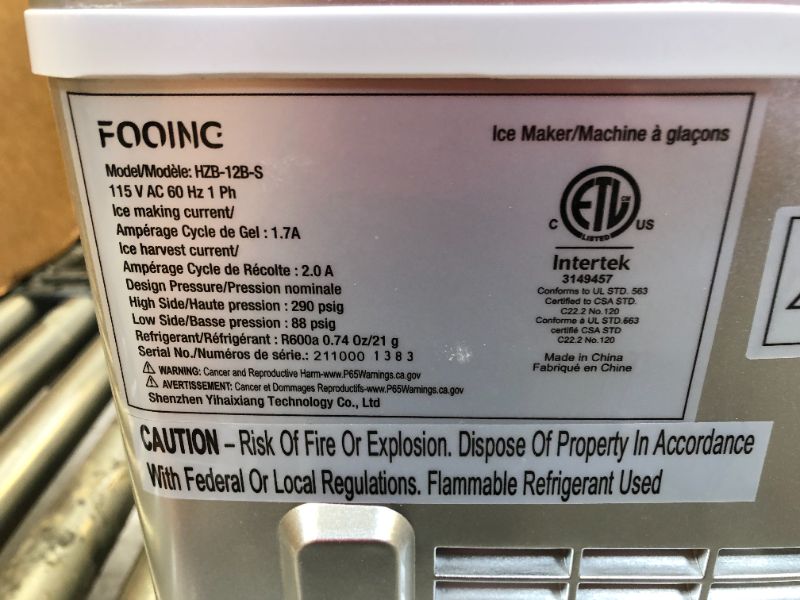 FOOING
Ice Maker/Machine à glaçons
Model/Modèle: HZB-12B-S
115 V AC 60 Hz 1 Ph
Ice making current/
Ampérage Cycle de Gel : 1.7A
Ice harvest current/
Ampérage Cycle de Récolte : 2.0 A
Design Pressure/Pression nominale
High Side/Haute pression : 290 psig
Low Side/Basse pression : 88 psig
Refrigerant/Réfrigérant : R600a 0.74 Oz/21 g
Serial No./Numéros de série.: 211000 1383
WARNING: Cancer and Reproductive Harm-www.P65Warnings.ca.gov
AVERTISSEMENT: Cancer et Dommages Reproductifs-www.P65Warnings.ca.gov
Shenzhen Yihaixiang Technology Co., Ltd
ETL CM
C LISTED US
Intertek
3149457
Conforms to UL STD. 563
Certified to CSA STD.
C22.2 No.120
Conforme à UL STD.563
certifié CSA STD
C22.2 No.120
Made in China
Fabriqué en Chine
CAUTION – Risk Of Fire Or Explosion. Dispose Of Property In Accordance
With Federal Or Local Regulations. Flammable Refrigerant Used